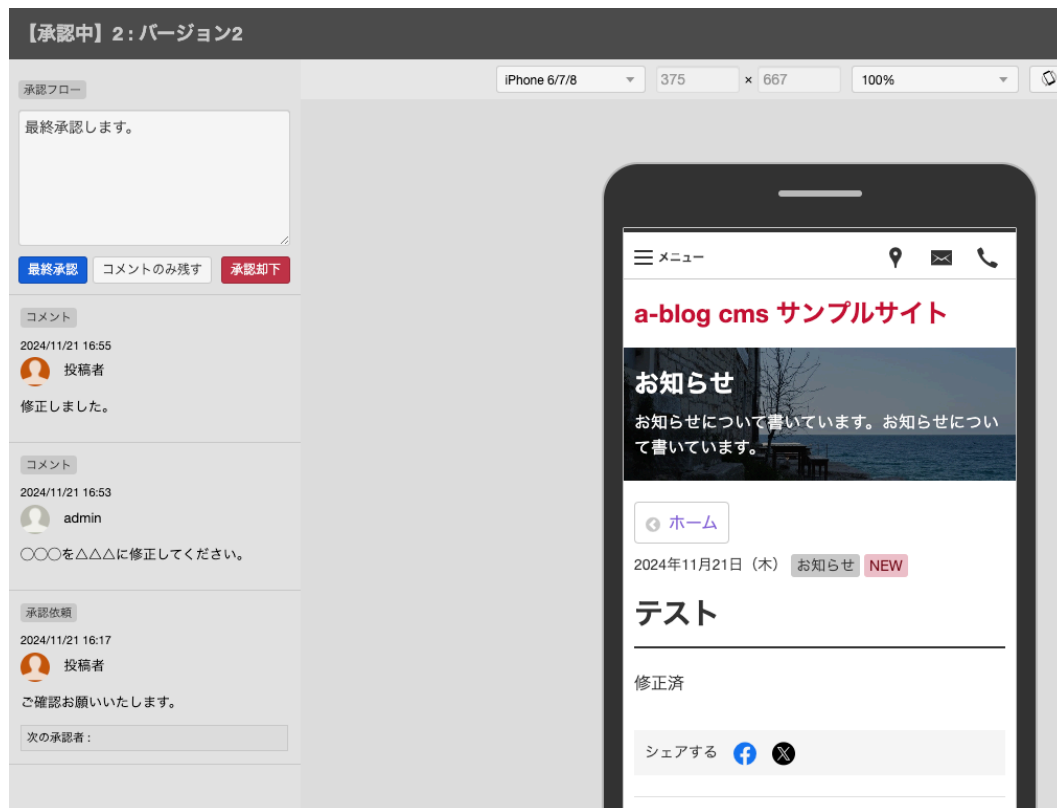 【承認中】2 : バージョン2
承認フロー
最終承認します。
最終承認 コメントのみ残す 承認却下
コメント
2024/11/21 16:55
投稿者
修正しました。
コメント
2024/11/21 16:53
admin
○○○を△△△に修正してください。
承認依頼
2024/11/21 16:17
投稿者
ご確認お願いいたします。
次の承認者 :
iPhone 6/7/8 375 × 667 100%
メニュー
a-blog cms サンプルサイト
お知らせ
お知らせについて書いています。お知らせについ
て書いています。
ホーム
2024年11月21日（木） お知らせ NEW
テスト
修正済
シェアする